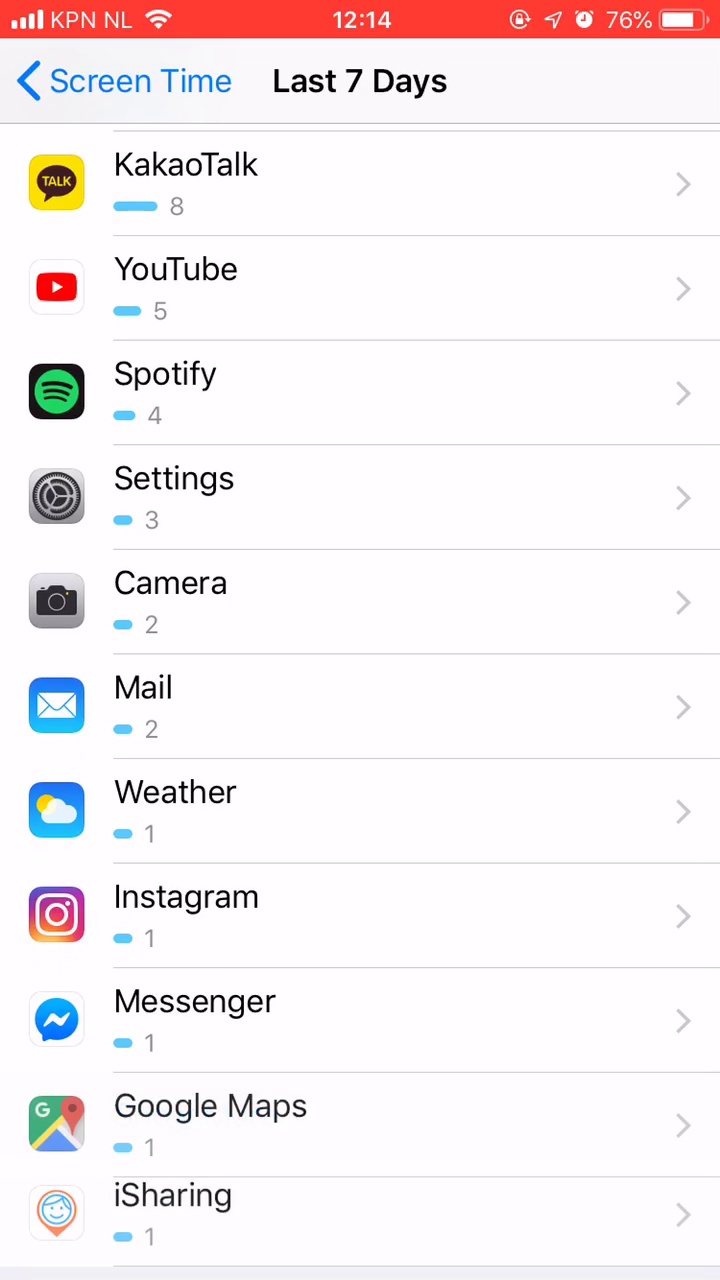 KPN NL 12:14 76%
Screen Time Last 7 Days
TALK
KakaoTalk
8
YouTube
5
Spotify
4
Settings
3
Camera
2
Mail
2
Weather
1
Instagram
1
Messenger
1
G
Google Maps
1
iSharing
1